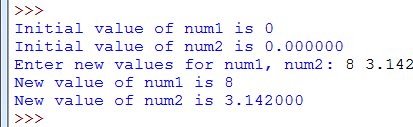 >>>
Initial value of num1 is 0
Initial value of num2 is 0.000000
Enter new values for num1, num2: 8 3.142
New value of num1 is 8
New value of num2 is 3.142000
>>>